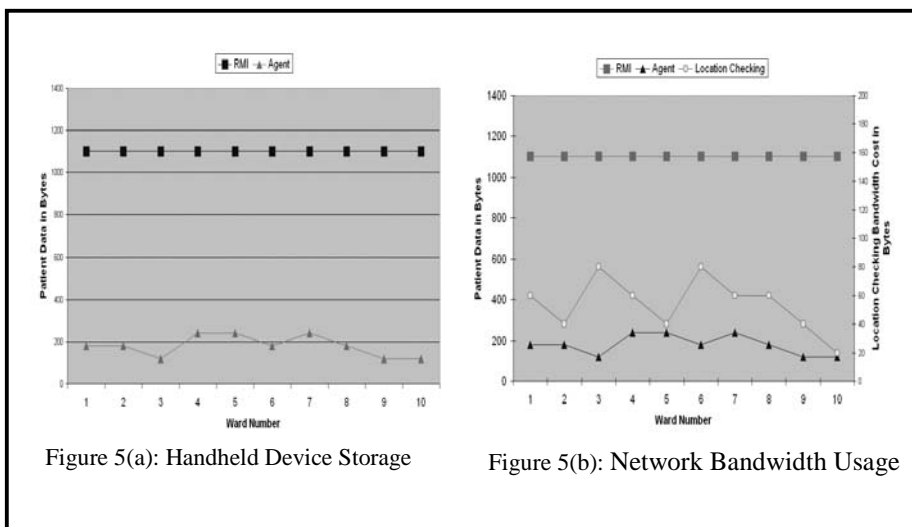 RMI Agent
1400
1200
1000
800
600
400
200
0
Patient Data in Bytes
1 2 3 4 5 6 7 8 9 10
Ward Number
Figure 5(a): Handheld Device Storage
RMI Agent Location Checking
1400
1200
1000
800
600
400
200
0
Patient Data in Bytes
200
180
160
140
120
100
80
60
40
20
0
Location Checking Bandwidth Cost in
Bytes
1 2 3 4 5 6 7 8 9 10
Ward Number
Figure 5(b): Network Bandwidth Usage